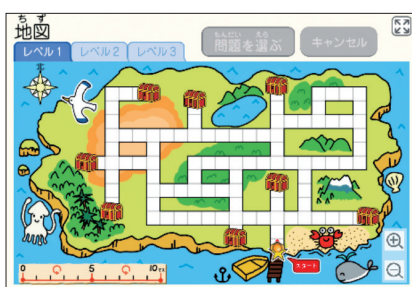 ちず
地図
もんだい えら
問題を選ぶ
キャンセル
レベル1
レベル2
レベル3
スタート
0 5 10